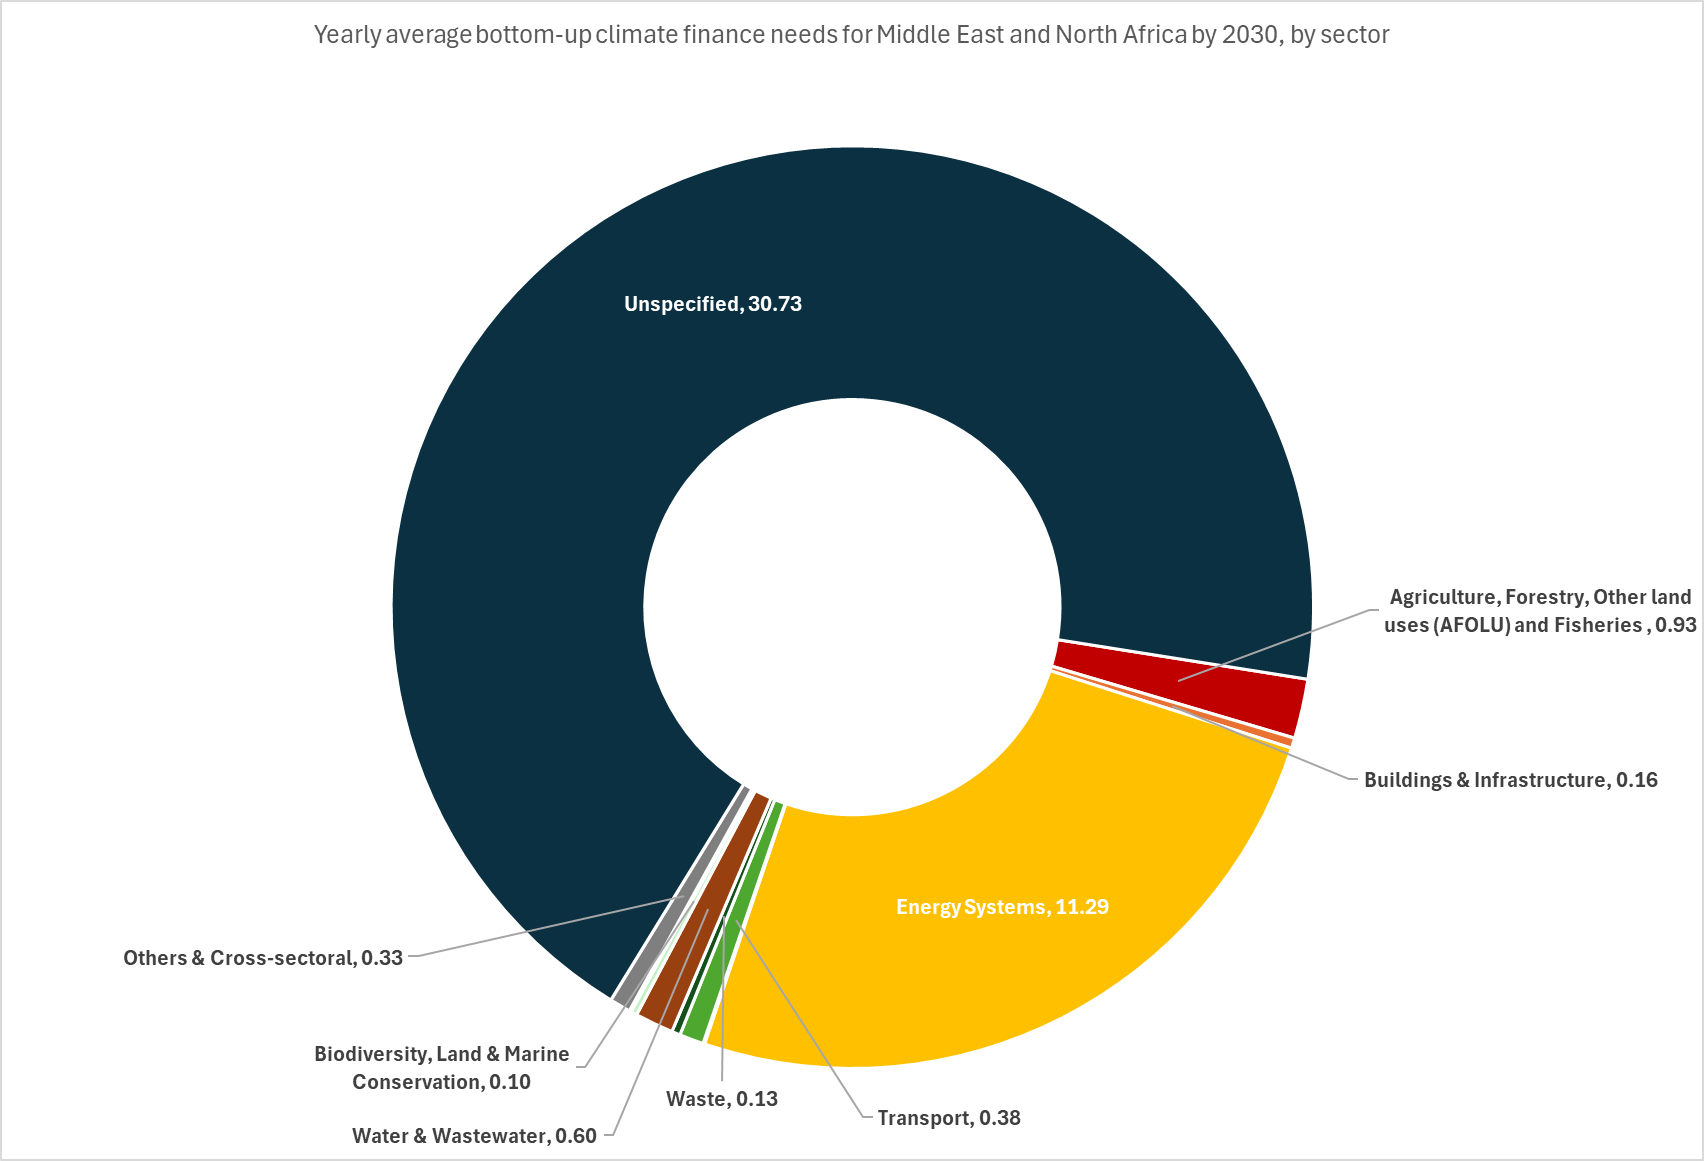 Yearly average bottom-up climate finance needs for Middle East and North Africa by 2030, by sector
Unspecified, 30.73
Agriculture, Forestry, Other land
uses (AFOLU) and Fisheries , 0.93
Buildings & Infrastructure, 0.16
Energy Systems, 11.29
Others & Cross-sectoral, 0.33
Biodiversity, Land & Marine
Conservation, 0.10
Waste, 0.13
Transport, 0.38
Water & Wastewater, 0.60